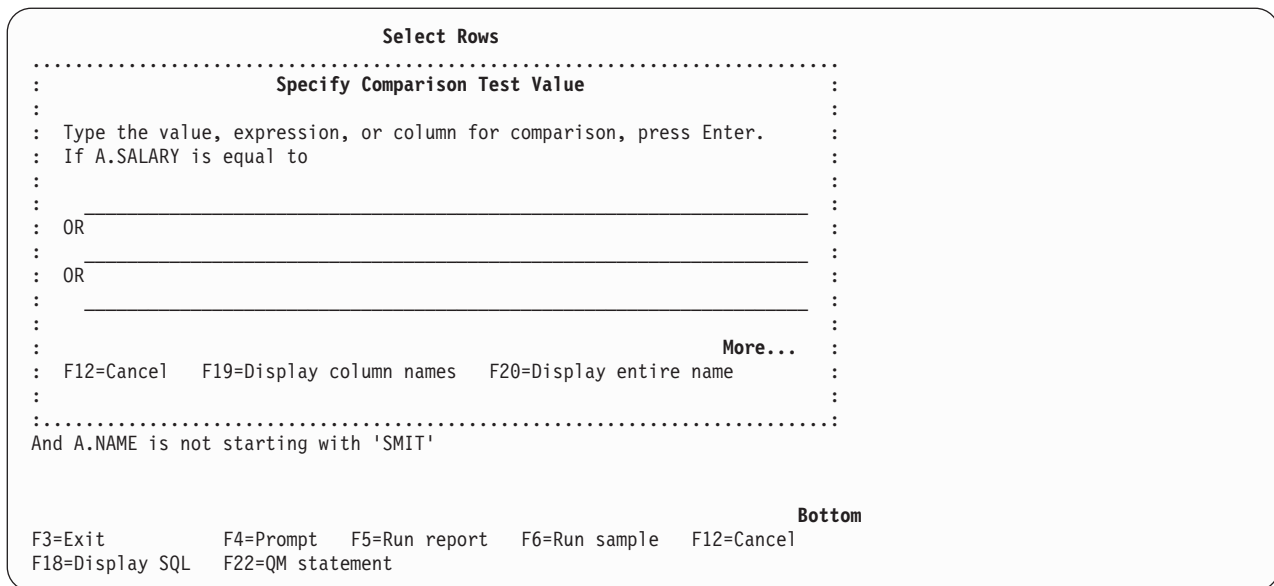 Select Rows
............................................................................
: Specify Comparison Test Value :
: :
: Type the value, expression, or column for comparison, press Enter. :
: If A.SALARY is equal to :
: :
: ____________________________________________________________________ :
: OR :
: ____________________________________________________________________ :
: OR :
: ____________________________________________________________________ :
: :
: More... :
: F12=Cancel F19=Display column names F20=Display entire name :
: :
:..........................................................................:
And A.NAME is not starting with 'SMIT'
Bottom
F3=Exit F4=Prompt F5=Run report F6=Run sample F12=Cancel
F18=Display SQL F22=QM statement